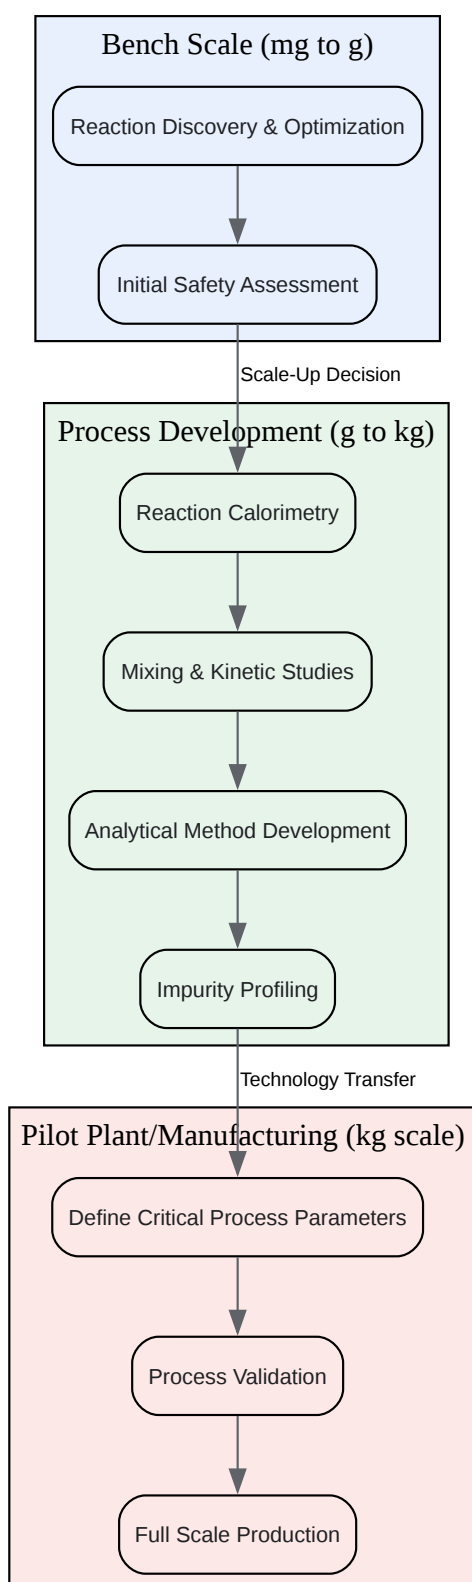 Bench Scale (mg to g)
Reaction Discovery & Optimization
Initial Safety Assessment
Scale-Up Decision
Process Development (g to kg)
Reaction Calorimetry
Mixing & Kinetic Studies
Analytical Method Development
Impurity Profiling
Technology Transfer
Pilot Plant/Manufacturing (kg scale)
Define Critical Process Parameters
Process Validation
Full Scale Production